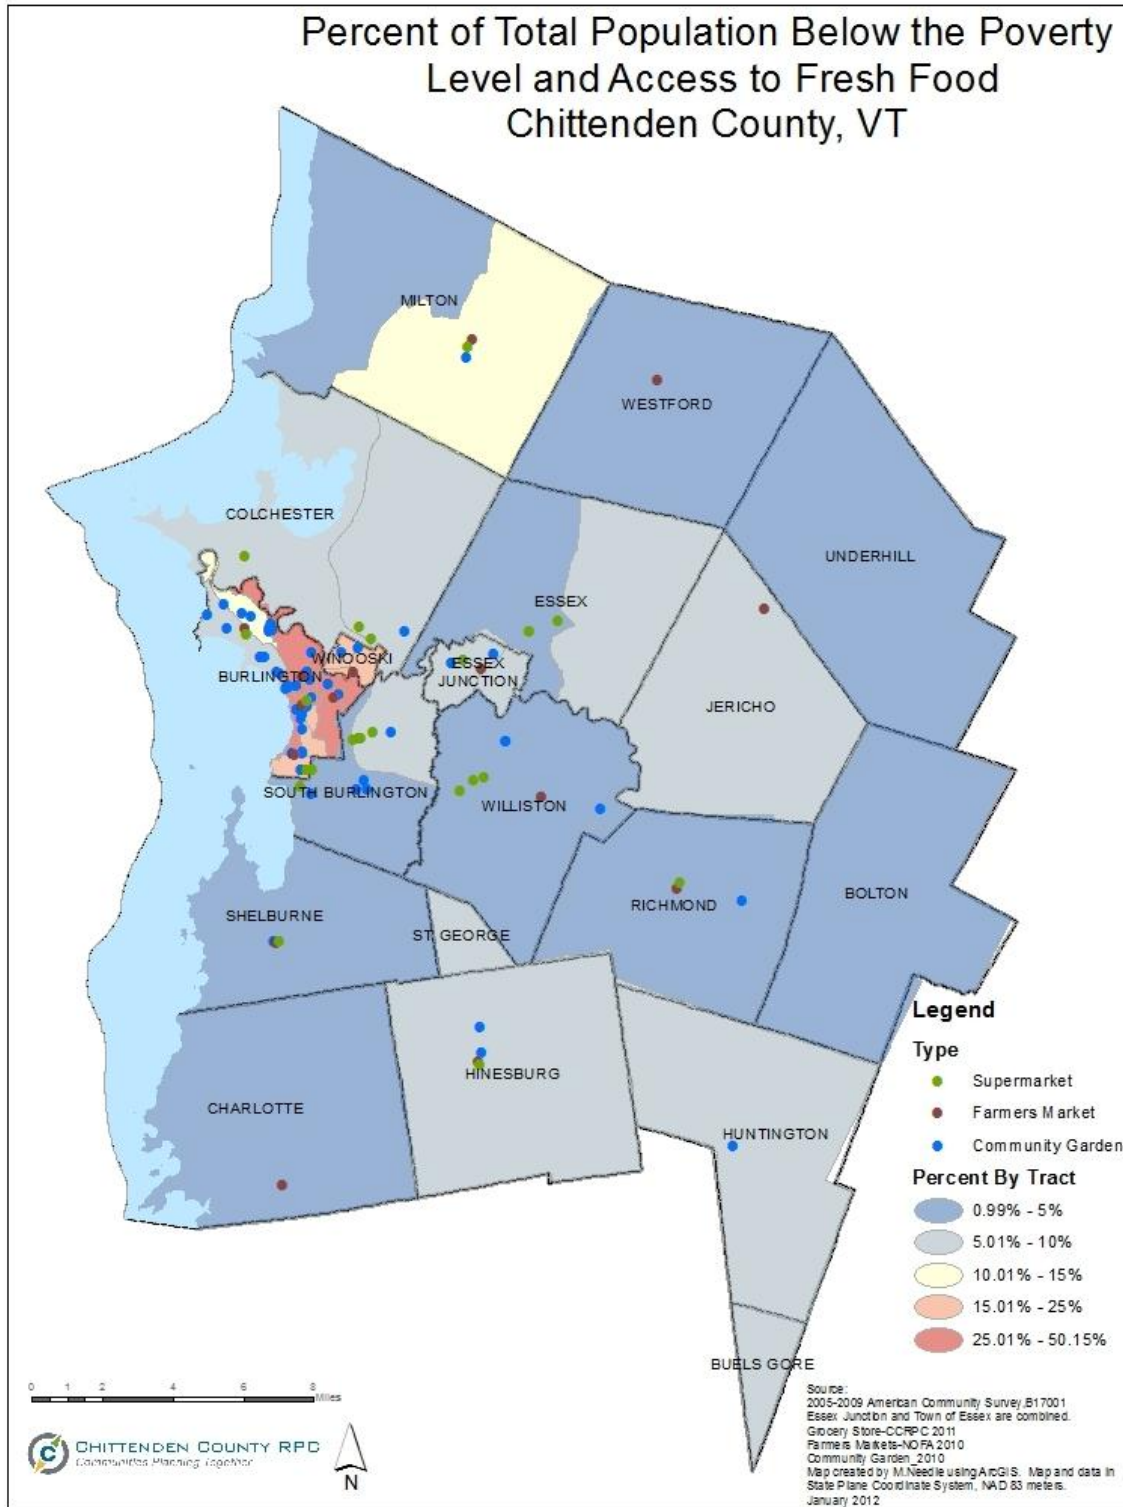 Percent of Total Population Below the Poverty
Level and Access to Fresh Food
Chittenden County, VT
MILTON
WESTFORD
COLCHESTER
UNDERHILL
ESSEX
WINOOSKI
ESSEX
JUNCTION
BURLINGTON
JERICHO
SOUTH BURLINGTON
WILLISTON
BOLTON
RICHMOND
SHELBURNE
ST. GEORGE
HINESBURG
CHARLOTTE
HUNTINGTON
BUELS GORE
Legend
Type
Supermarket
Farmers Market
Community Garden
Percent By Tract
0.99% - 5%
5.01% - 10%
10.01% - 15%
15.01% - 25%
25.01% - 50.15%
0 1 2 4 6 8
Miles
CHITTENDEN COUNTY RPC
Communities Planning Together
N
Source:
2005-2009 American Community Survey,B17001
Essex Junction and Town of Essex are combined.
Grocery Store-CCRPC 2011
Farmers Markets-NOFA 2010
Community Garden_2010
Map created by M.Needle using ArcGIS. Map and data in
State Plane Coordinate System, NAD 83 meters.
January 2012